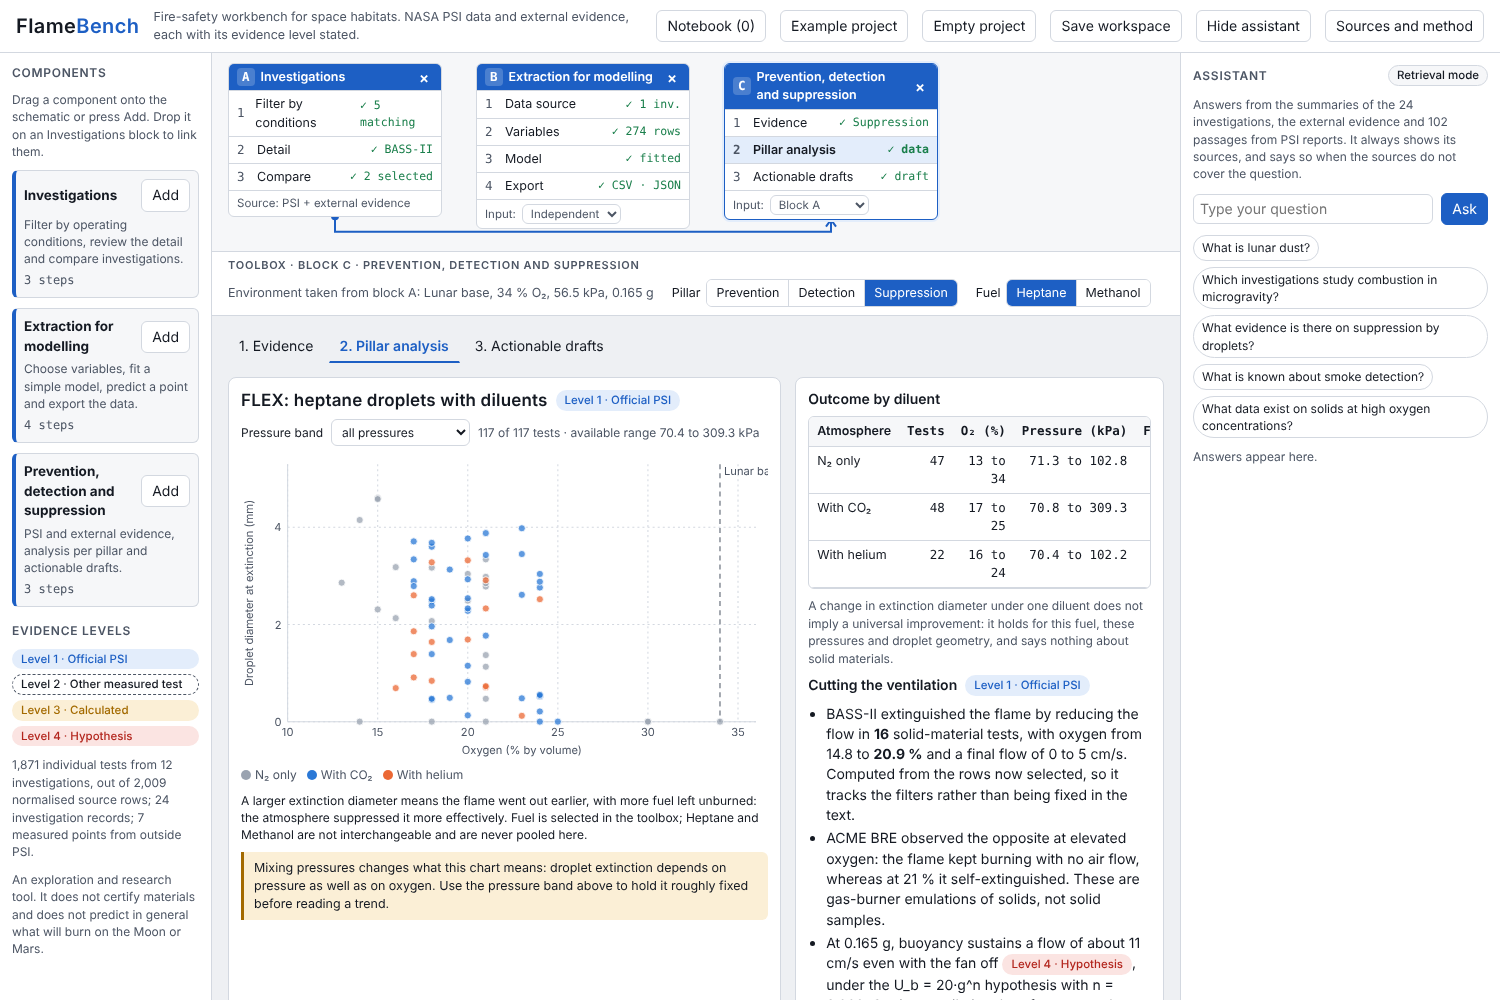 FlameBench
Fire-safety workbench for space habitats. NASA PSI data and external evidence,
each with its evidence level stated.
Notebook (0)
Example project
Empty project
Save workspace
Hide assistant
Sources and method
COMPONENTS
Drag a component onto the
schematic or press Add. Drop it
on an Investigations block to link
them.
Investigations
Add
Filter by operating
conditions, review the detail
and compare investigations.
3 steps
Extraction for
modelling
Add
Choose variables, fit a
simple model, predict a point
and export the data.
4 steps
Prevention,
detection and
suppression
Add
PSI and external evidence,
analysis per pillar and
actionable drafts.
3 steps
EVIDENCE LEVELS
Level 1 · Official PSI
Level 2 · Other measured test
Level 3 · Calculated
Level 4 · Hypothesis
1,871 individual tests from 12
investigations, out of 2,009
normalised source rows; 24
investigation records; 7
measured points from outside
PSI.
An exploration and research
tool. It does not certify materials
and does not predict in general
what will burn on the Moon or
Mars.
A Investigations ×
1 Filter by conditions ✓ 5 matching
2 Detail ✓ BASS-II
3 Compare ✓ 2 selected
Source: PSI + external evidence
B Extraction for modelling ×
1 Data source ✓ 1 inv.
2 Variables ✓ 274 rows
3 Model ✓ fitted
4 Export ✓ CSV · JSON
Input: Independent
C Prevention, detection and suppression ×
1 Evidence ✓ Suppression
2 Pillar analysis ✓ data
3 Actionable drafts ✓ draft
Input: Block A
TOOLBOX · BLOCK C · PREVENTION, DETECTION AND SUPPRESSION
Environment taken from block A: Lunar base, 34 % O₂, 56.5 kPa, 0.165 g
Pillar Prevention Detection Suppression
Fuel Heptane Methanol
1. Evidence
2. Pillar analysis
3. Actionable drafts
FLEX: heptane droplets with diluents
Level 1 · Official PSI
Pressure band all pressures 117 of 117 tests · available range 70.4 to 309.3 kPa
Lunar ba
Droplet diameter at extinction (mm)
4
2
0
10 15 20 25 30 35
Oxygen (% by volume)
N₂ only With CO₂ With helium
A larger extinction diameter means the flame went out earlier, with more fuel left unburned:
the atmosphere suppressed it more effectively. Fuel is selected in the toolbox; Heptane and
Methanol are not interchangeable and are never pooled here.
Mixing pressures changes what this chart means: droplet extinction depends on
pressure as well as on oxygen. Use the pressure band above to hold it roughly fixed
before reading a trend.
Outcome by diluent
Atmosphere Tests O₂ (%) Pressure (kPa) F
N₂ only 47 13 to 34 71.3 to 102.8
With CO₂ 48 17 to 25 70.8 to 309.3
With helium 22 16 to 24 70.4 to 102.2
A change in extinction diameter under one diluent does not
imply a universal improvement: it holds for this fuel, these
pressures and droplet geometry, and says nothing about
solid materials.
Cutting the ventilation Level 1 · Official PSI
• BASS-II extinguished the flame by reducing the
flow in 16 solid-material tests, with oxygen from
14.8 to 20.9 % and a final flow of 0 to 5 cm/s.
Computed from the rows now selected, so it
tracks the filters rather than being fixed in the
text.
• ACME BRE observed the opposite at elevated
oxygen: the flame kept burning with no air flow,
whereas at 21 % it self-extinguished. These are
gas-burner emulations of solids, not solid
samples.
• At 0.165 g, buoyancy sustains a flow of about 11
cm/s even with the fan off Level 4 · Hypothesis ,
under the U_b = 20·g^n hypothesis with n =
ASSISTANT
Retrieval mode
Answers from the summaries of the 24
investigations, the external evidence and 102
passages from PSI reports. It always shows its
sources, and says so when the sources do not
cover the question.
Type your question
Ask
What is lunar dust?
Which investigations study combustion in
microgravity?
What evidence is there on suppression by
droplets?
What is known about smoke detection?
What data exist on solids at high oxygen
concentrations?
Answers appear here.